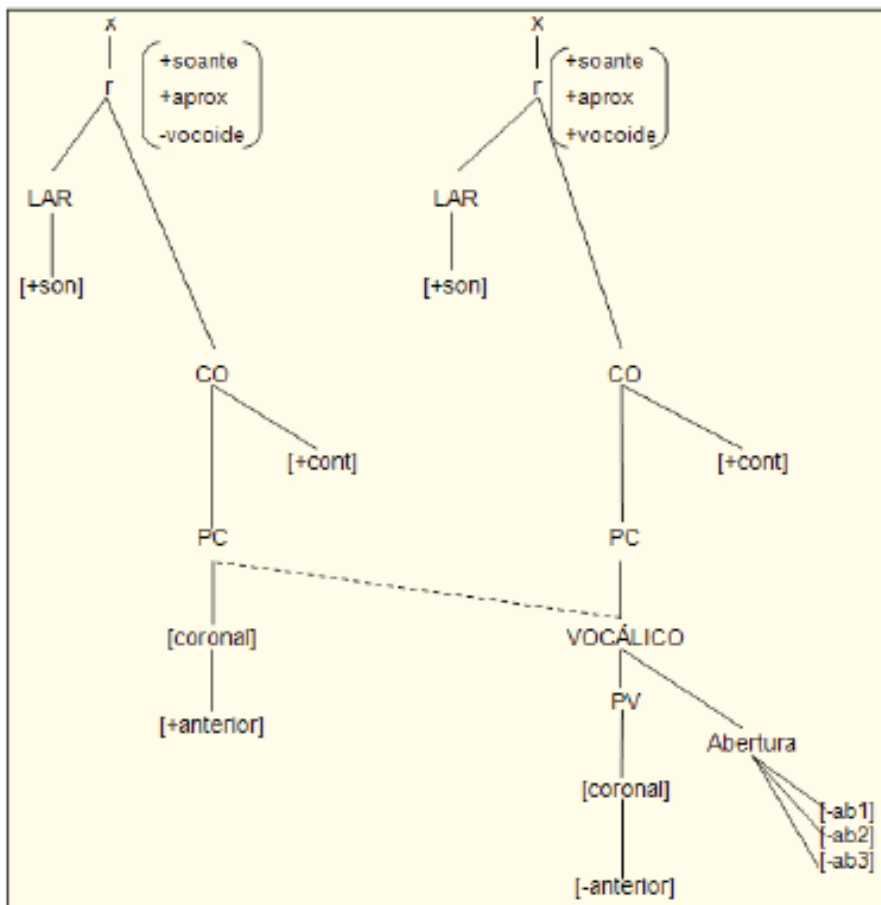 x x
r +soante r +soante
+aprox +aprox
-vocoide +vocoide
LAR LAR
[+son] [+son]
CO CO
[+cont] [+cont]
PC PC
[coronal] VOCÁLICO
[+anterior] PV
Abertura
[coronal]
[-ab1]
[-ab2]
[-ab3]
[-anterior]